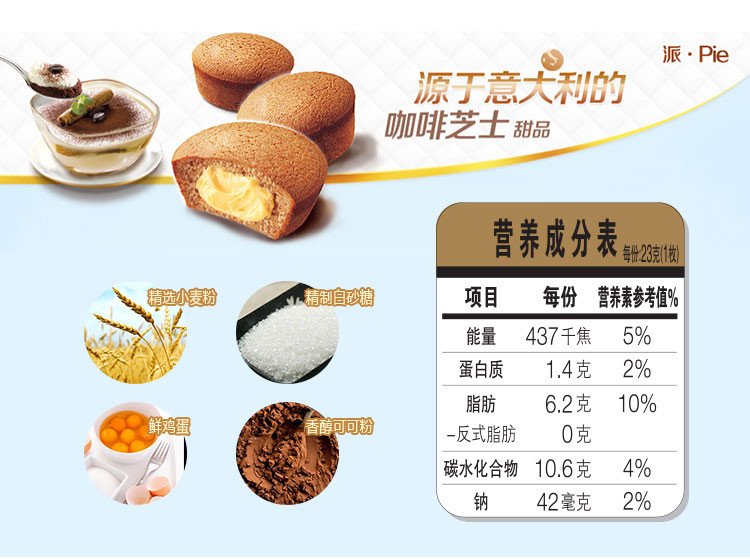 派·Pie
源于意大利的
咖啡芝士 甜品
精选小麦粉
精制白砂糖
鲜鸡蛋
香醇可可粉
营养成分表 每份:23克(1枚)
项目 每份 营养素参考值%
能量 437千焦 5%
蛋白质 1.4克 2%
脂肪 6.2克 10%
-反式脂肪 0克
碳水化合物 10.6克 4%
钠 42毫克 2%